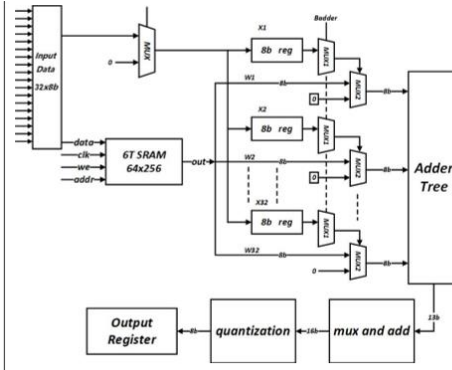 X1
Badder
Input
Data
32x8b
MUX
8b reg
MUX1
0
W1
8b
MUX2
8b
0
X2
8b reg
MUX1
data
clk
we
addr
6T SRAM
64x256
out
W2
8b
MUX2
8b
0
Adder
Tree
X32
8b reg
MUX1
W32
8b
MUX2
8b
0
13b
Output
Register
8b
quantization
16b
mux and add